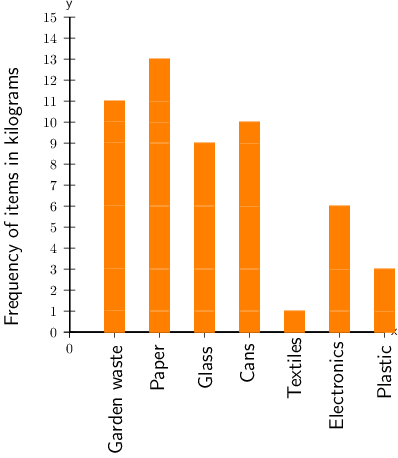 y
15
14
13
12
11
10
9
8
7
6
5
4
3
2
1
0
Frequency of items in kilograms
0
x
Garden waste
Paper
Glass
Cans
Textiles
Electronics
Plastic